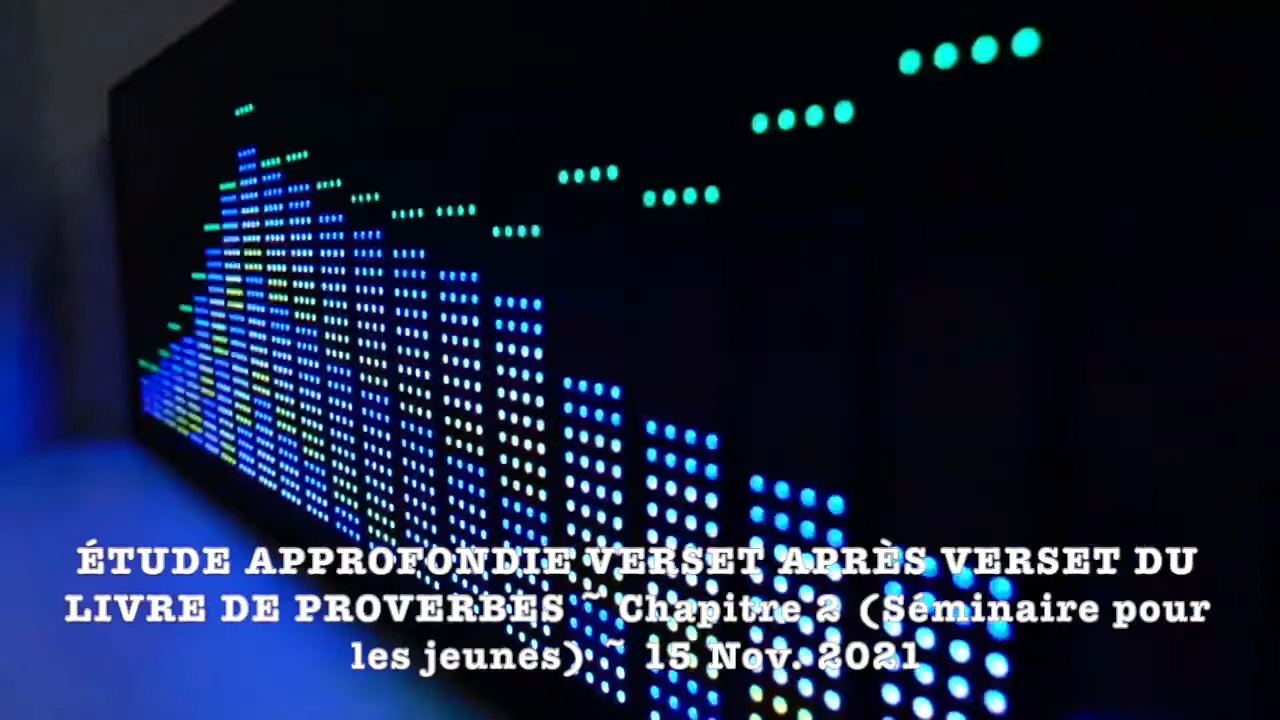 ÉTUDE APPROFONDIE VERSET APRÈS VERSET DU
LIVRE DE PROVERBES ~ Chapitre 2 (Séminaire pour
les jeunes) ~ 15 Nov. 2021